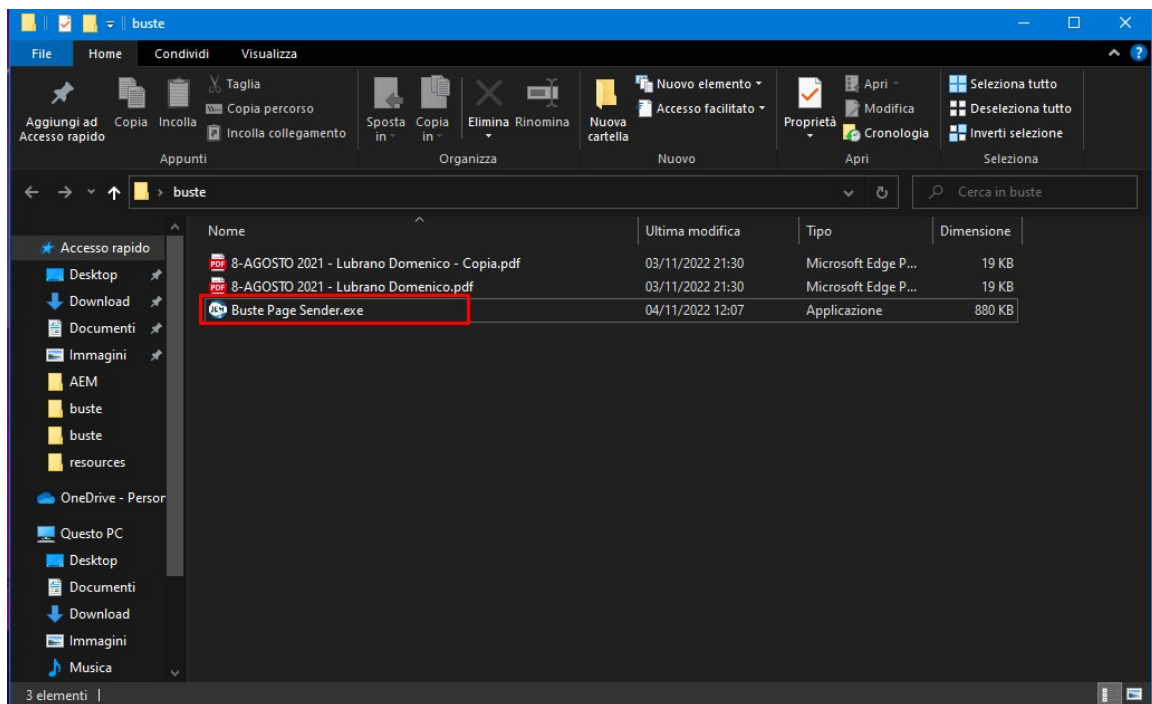 buste
File Home Condividi Visualizza
Aggiungi ad Accesso rapido
Copia
Incolla
Taglia
Copia percorso
Incolla collegamento
Appunti
Sposta in
Copia in
Elimina
Rinomina
Organizza
Nuova cartella
Nuovo elemento
Accesso facilitato
Nuovo
Proprietà
Apri
Modifica
Cronologia
Apri
Seleziona tutto
Deseleziona tutto
Inverti selezione
Seleziona
buste
Cerca in buste
Accesso rapido
Desktop
Download
Documenti
Immagini
AEM
buste
buste
resources
OneDrive - Person
Questo PC
Desktop
Documenti
Download
Immagini
Musica
Nome Ultima modifica Tipo Dimensione
8-AGOSTO 2021 - Lubrano Domenico - Copia.pdf 03/11/2022 21:30 Microsoft Edge P... 19 KB
8-AGOSTO 2021 - Lubrano Domenico.pdf 03/11/2022 21:30 Microsoft Edge P... 19 KB
Buste Page Sender.exe 04/11/2022 12:07 Applicazione 880 KB
3 elementi